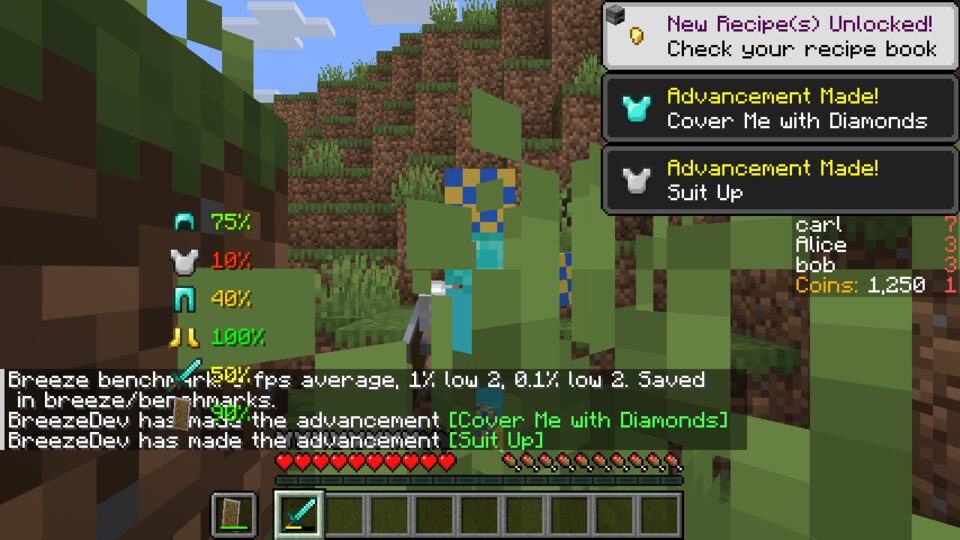 New Recipe(s) Unlocked!
Check your recipe book
Advancement Made!
Cover Me with Diamonds
Advancement Made!
Suit Up
carl 7
Alice 3
bob 3
Coins: 1,250 1
75%
10%
40%
100%
50%
90%
Breeze benchmark: fps average, 1% low 2, 0.1% low 2. Saved
in breeze/benchmarks.
BreezeDev has made the advancement [Cover Me with Diamonds]
BreezeDev has made the advancement [Suit Up]